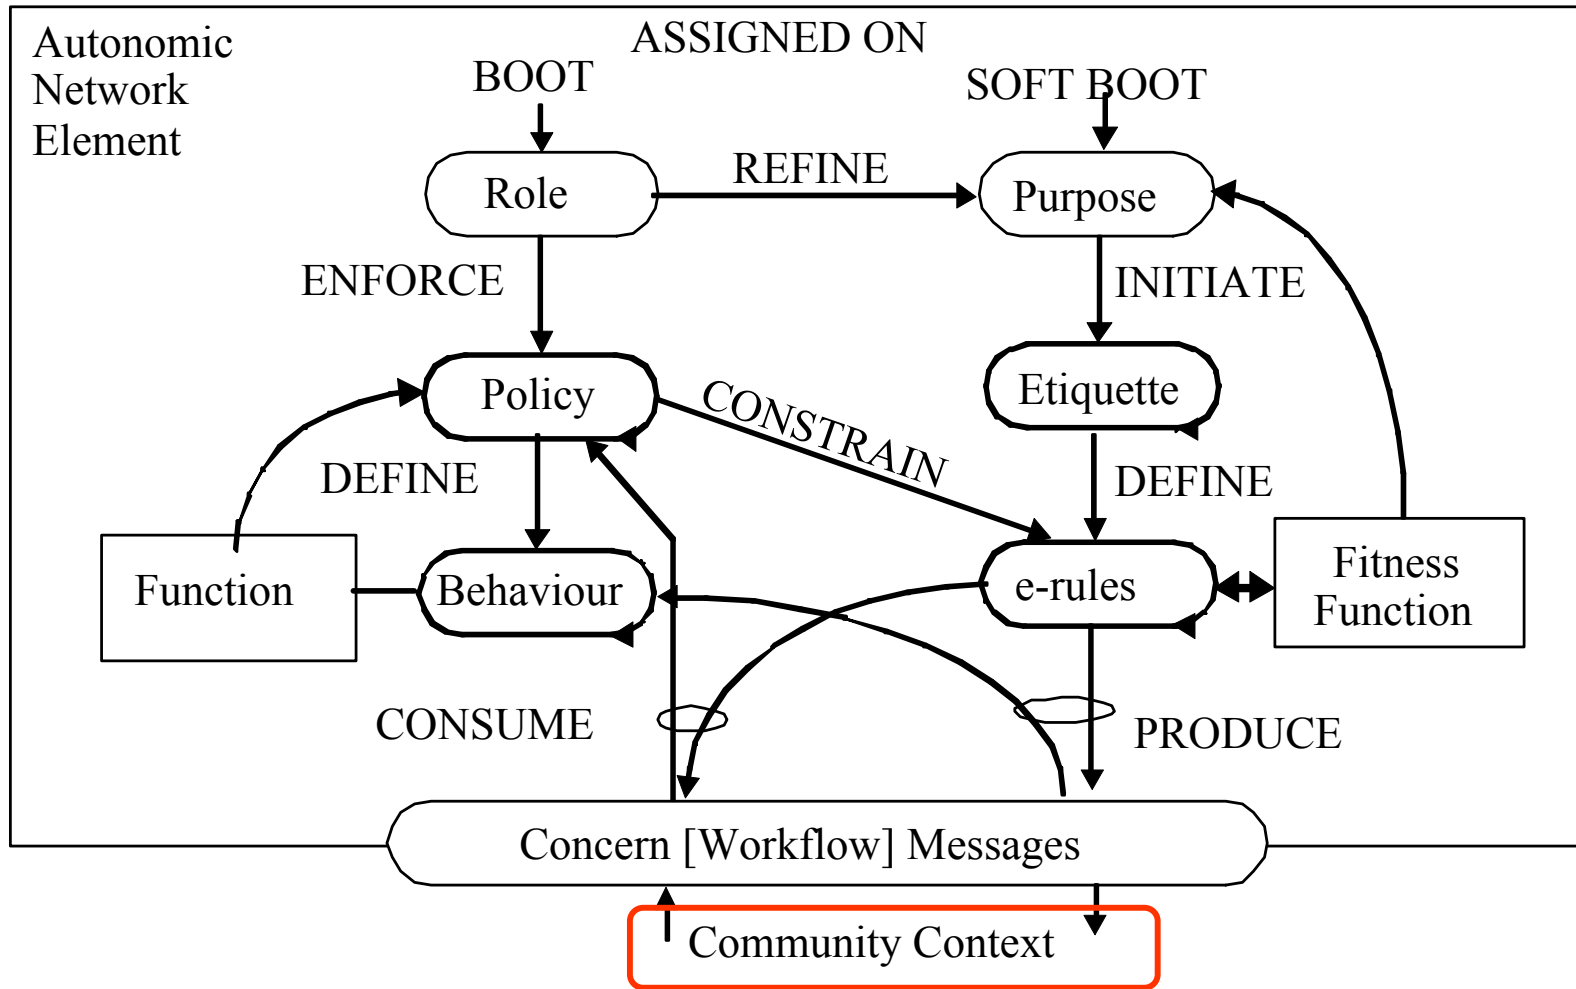 Autonomic
Network
Element
ASSIGNED ON
BOOT
SOFT BOOT
Role
REFINE
Purpose
ENFORCE
INITIATE
Policy
CONSTRAIN
Etiquette
DEFINE
DEFINE
Function
Behaviour
e-rules
Fitness
Function
CONSUME
PRODUCE
Concern [Workflow] Messages
Community Context